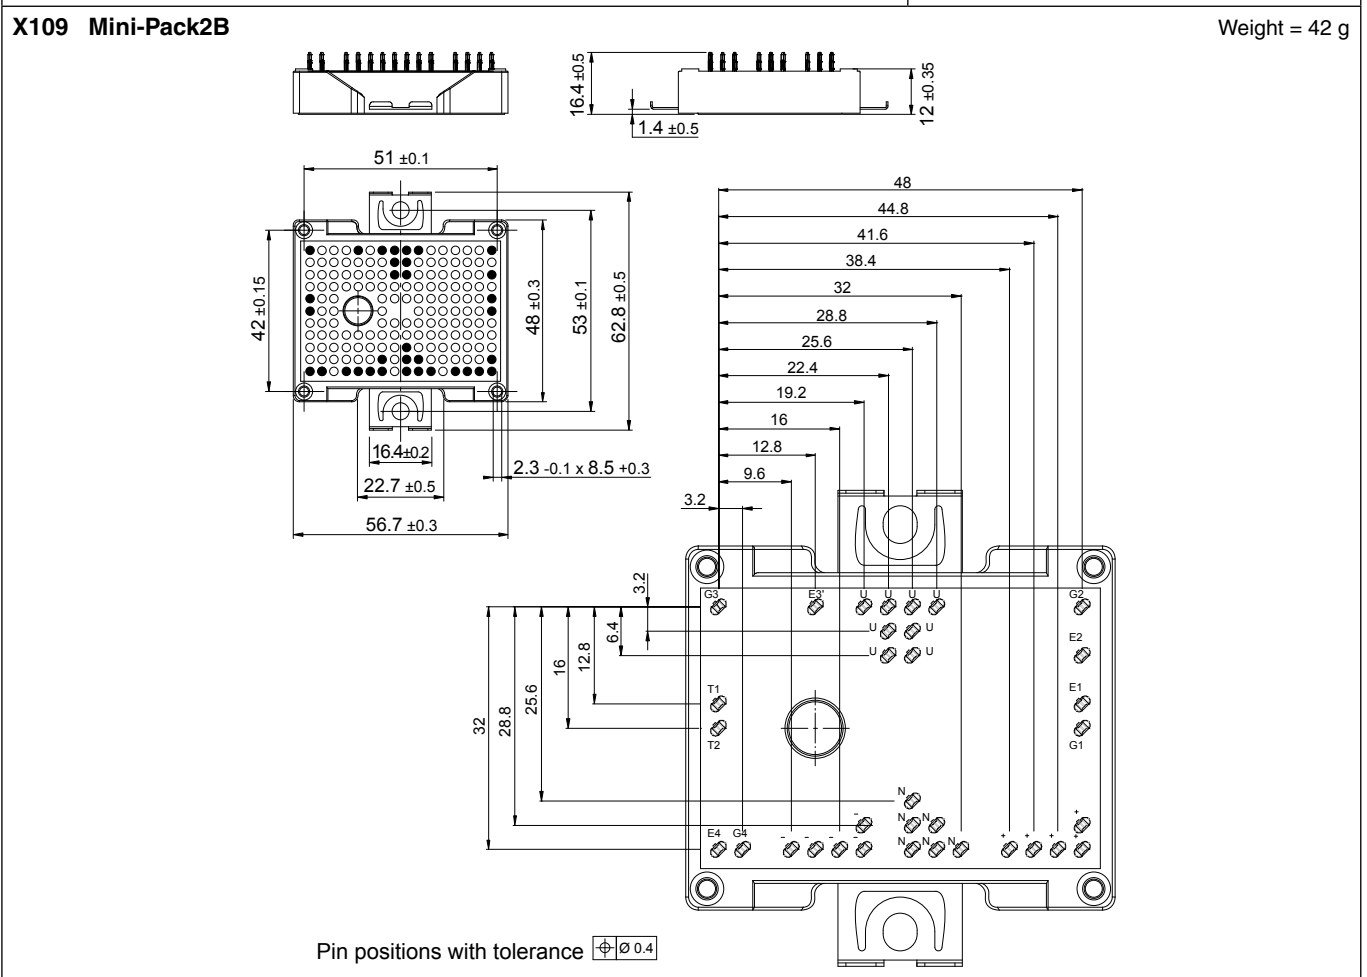 X109 Mini-Pack2B
Weight = 42 g
16.4 ±0.5
1.4 ±0.5
12 ±0.35
51 ±0.1
42 ±0.15
48 ±0.3
53 ±0.1
62.8 ±0.5
16.4±0.2
2.3 -0.1 x 8.5 +0.3
22.7 ±0.5
56.7 ±0.3
48
44.8
41.6
38.4
32
28.8
25.6
22.4
19.2
16
12.8
9.6
3.2
3.2
6.4
12.8
16
25.6
28.8
32
G3 E3' U U U U G2
U U E2
U U
T1 E1
T2 G1
N
- N N +
E4 G4 - - - - N N N + + + +
Pin positions with tolerance ⌖ Ø 0.4